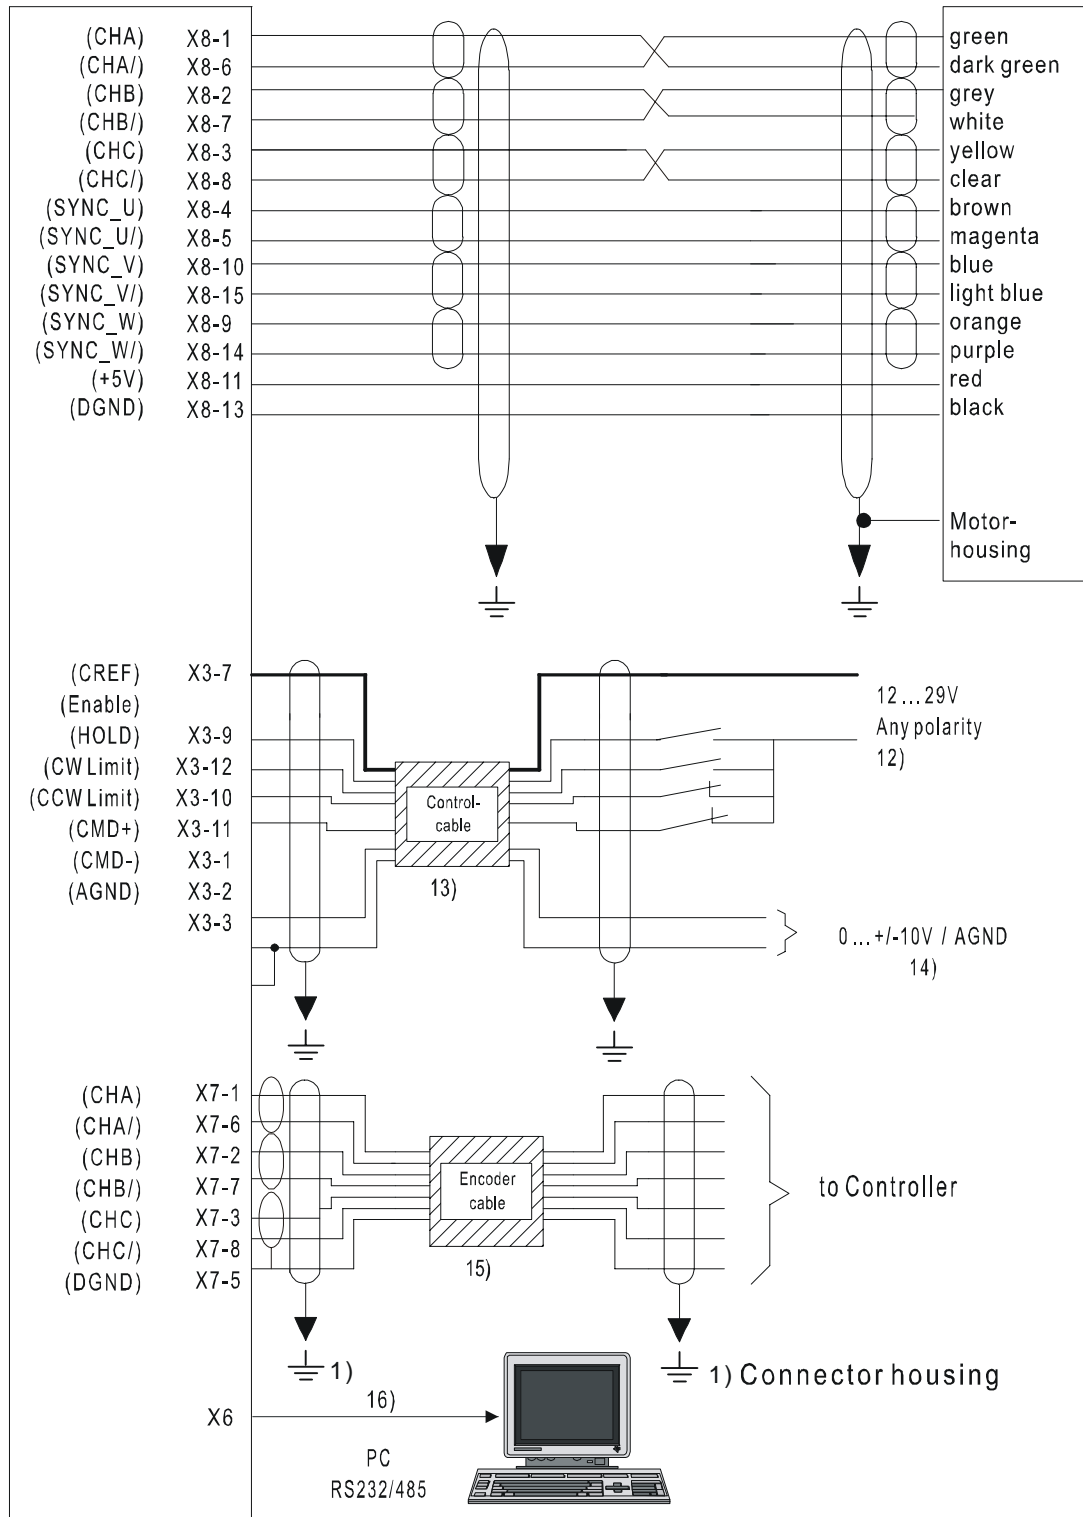 (CHA) X8-1 green
(CHA/) X8-6 dark green
(CHB) X8-2 grey
(CHB/) X8-7 white
(CHC) X8-3 yellow
(CHC/) X8-8 clear
(SYNC_U) X8-4 brown
(SYNC_U/) X8-5 magenta
(SYNC_V) X8-10 blue
(SYNC_V/) X8-15 light blue
(SYNC_W) X8-9 orange
(SYNC_W/) X8-14 purple
(+5V) X8-11 red
(DGND) X8-13 black
Motor-
housing
(CREF) X3-7
(Enable)
(HOLD) X3-9
(CW Limit) X3-12
(CCW Limit) X3-10
(CMD+) X3-11
(CMD-) X3-1
(AGND) X3-2
X3-3
12...29V
Any polarity
12)
Control-
cable
13)
0...+/-10V / AGND
14)
(CHA) X7-1
(CHA/) X7-6
(CHB) X7-2
(CHB/) X7-7
(CHC) X7-3
(CHC/) X7-8
(DGND) X7-5
Encoder
cable
15)
to Controller
1)
1) Connector housing
X6
16)
PC
RS232/485